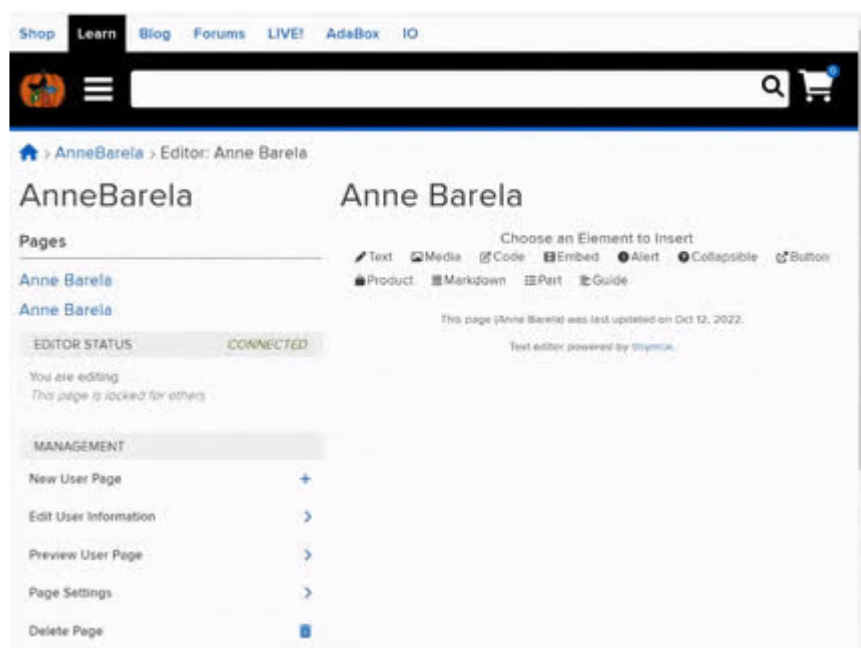 Shop Learn Blog Forums LIVE! AdaBox IO
0
> AnneBarela > Editor: Anne Barela
AnneBarela
Pages
Anne Barela
Anne Barela
EDITOR STATUS CONNECTED
You are editing
This page is locked for others
MANAGEMENT
New User Page +
Edit User Information >
Preview User Page >
Page Settings >
Delete Page
Anne Barela
Choose an Element to Insert
Text Media Code Embed Alert Collapsible Button
Product Markdown Part Guide
This page (Anne Barela) was last updated on Oct 12, 2022.
Text editor powered by tinymce.